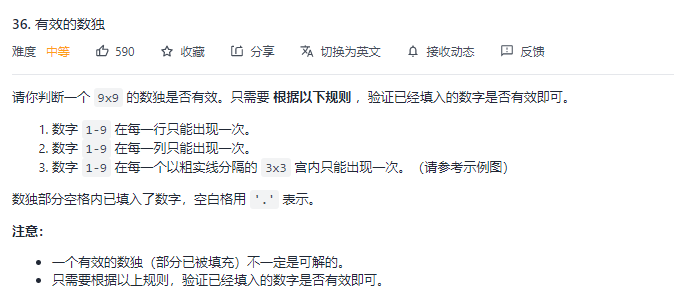 36. 有效的数独
难度 中等 590 收藏 分享 切换为英文 接收动态 反馈
请你判断一个 9x9 的数独是否有效。只需要 根据以下规则 ，验证已经填入的数字是否有效即可。
1. 数字 1-9 在每一行只能出现一次。
2. 数字 1-9 在每一列只能出现一次。
3. 数字 1-9 在每一个以粗实线分隔的 3x3 宫内只能出现一次。（请参考示例图）
数独部分空格内已填入了数字，空白格用 '.' 表示。
注意：
• 一个有效的数独（部分已被填充）不一定是可解的。
• 只需要根据以上规则，验证已经填入的数字是否有效即可。